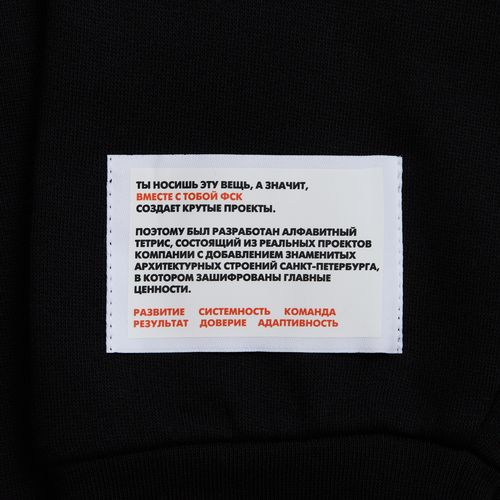 ТЫ НОСИШЬ ЭТУ ВЕЩЬ, А ЗНАЧИТ,
ВМЕСТЕ С ТОБОЙ ФСК
СОЗДАЕТ КРУТЫЕ ПРОЕКТЫ.
ПОЭТОМУ БЫЛ РАЗРАБОТАН АЛФАВИТНЫЙ
ТЕТРИС, СОСТОЯЩИЙ ИЗ РЕАЛЬНЫХ ПРОЕКТОВ
КОМПАНИИ С ДОБАВЛЕНИЕМ ЗНАМЕНИТЫХ
АРХИТЕКТУРНЫХ СТРОЕНИЙ САНКТ-ПЕТЕРБУРГА,
В КОТОРОМ ЗАШИФРОВАНЫ ГЛАВНЫЕ
ЦЕННОСТИ.
РАЗВИТИЕ СИСТЕМНОСТЬ КОМАНДА
РЕЗУЛЬТАТ ДОВЕРИЕ АДАПТИВНОСТЬ